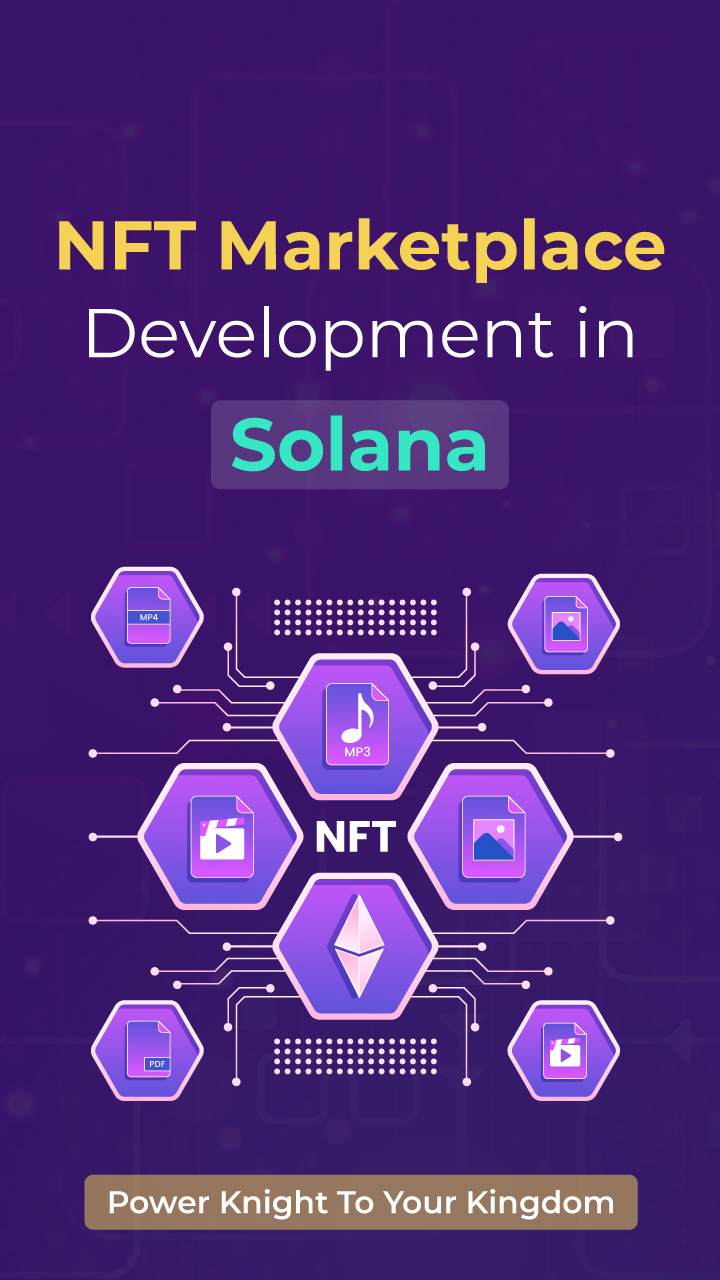 NFT Marketplace
Development in
Solana
MP4
MP3
NFT
PDF
Power Knight To Your Kingdom